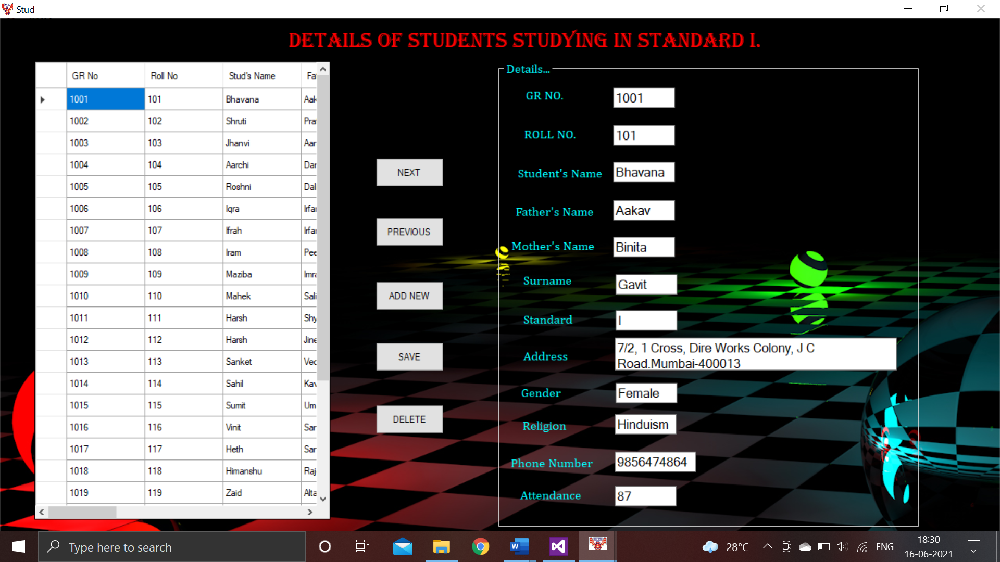 Stud
DETAILS OF STUDENTS STUDYING IN STANDARD I.
GR No Roll No Stud's Name Fa
1001 101 Bhavana Aak
1002 102 Shruti Pra
1003 103 Jhanvi Aar
1004 104 Aarchi Dar
1005 105 Roshni Dal
1006 106 Iqra Irfa
1007 107 Ifrah Irfa
1008 108 Iram Pee
1009 109 Maziba Imra
1010 110 Mahek Sali
1011 111 Harsh Shy
1012 112 Harsh Jine
1013 113 Sanket Ved
1014 114 Sahil Kav
1015 115 Sumit Um
1016 116 Vinit Sar
1017 117 Heth Sar
1018 118 Himanshu Raj
1019 119 Zaid Alta
NEXT
PREVIOUS
ADD NEW
SAVE
DELETE
Details...
GR NO. 1001
ROLL NO. 101
Student's Name Bhavana
Father's Name Aakav
Mother's Name Binita
Surname Gavit
Standard I
Address 7/2, 1 Cross, Dire Works Colony, J C
Road.Mumbai-400013
Gender Female
Religion Hinduism
Phone Number 9856474864
Attendance 87
Type here to search
28°C
ENG
18:30
16-06-2021